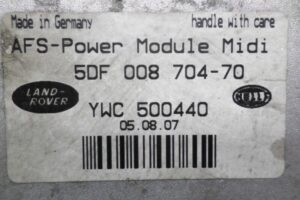 Made in Germany handle with care
AFS-Power Module Midi
5DF 008 704-70
LAND-
ROVER
HELLA
YWC 500440
05.08.07